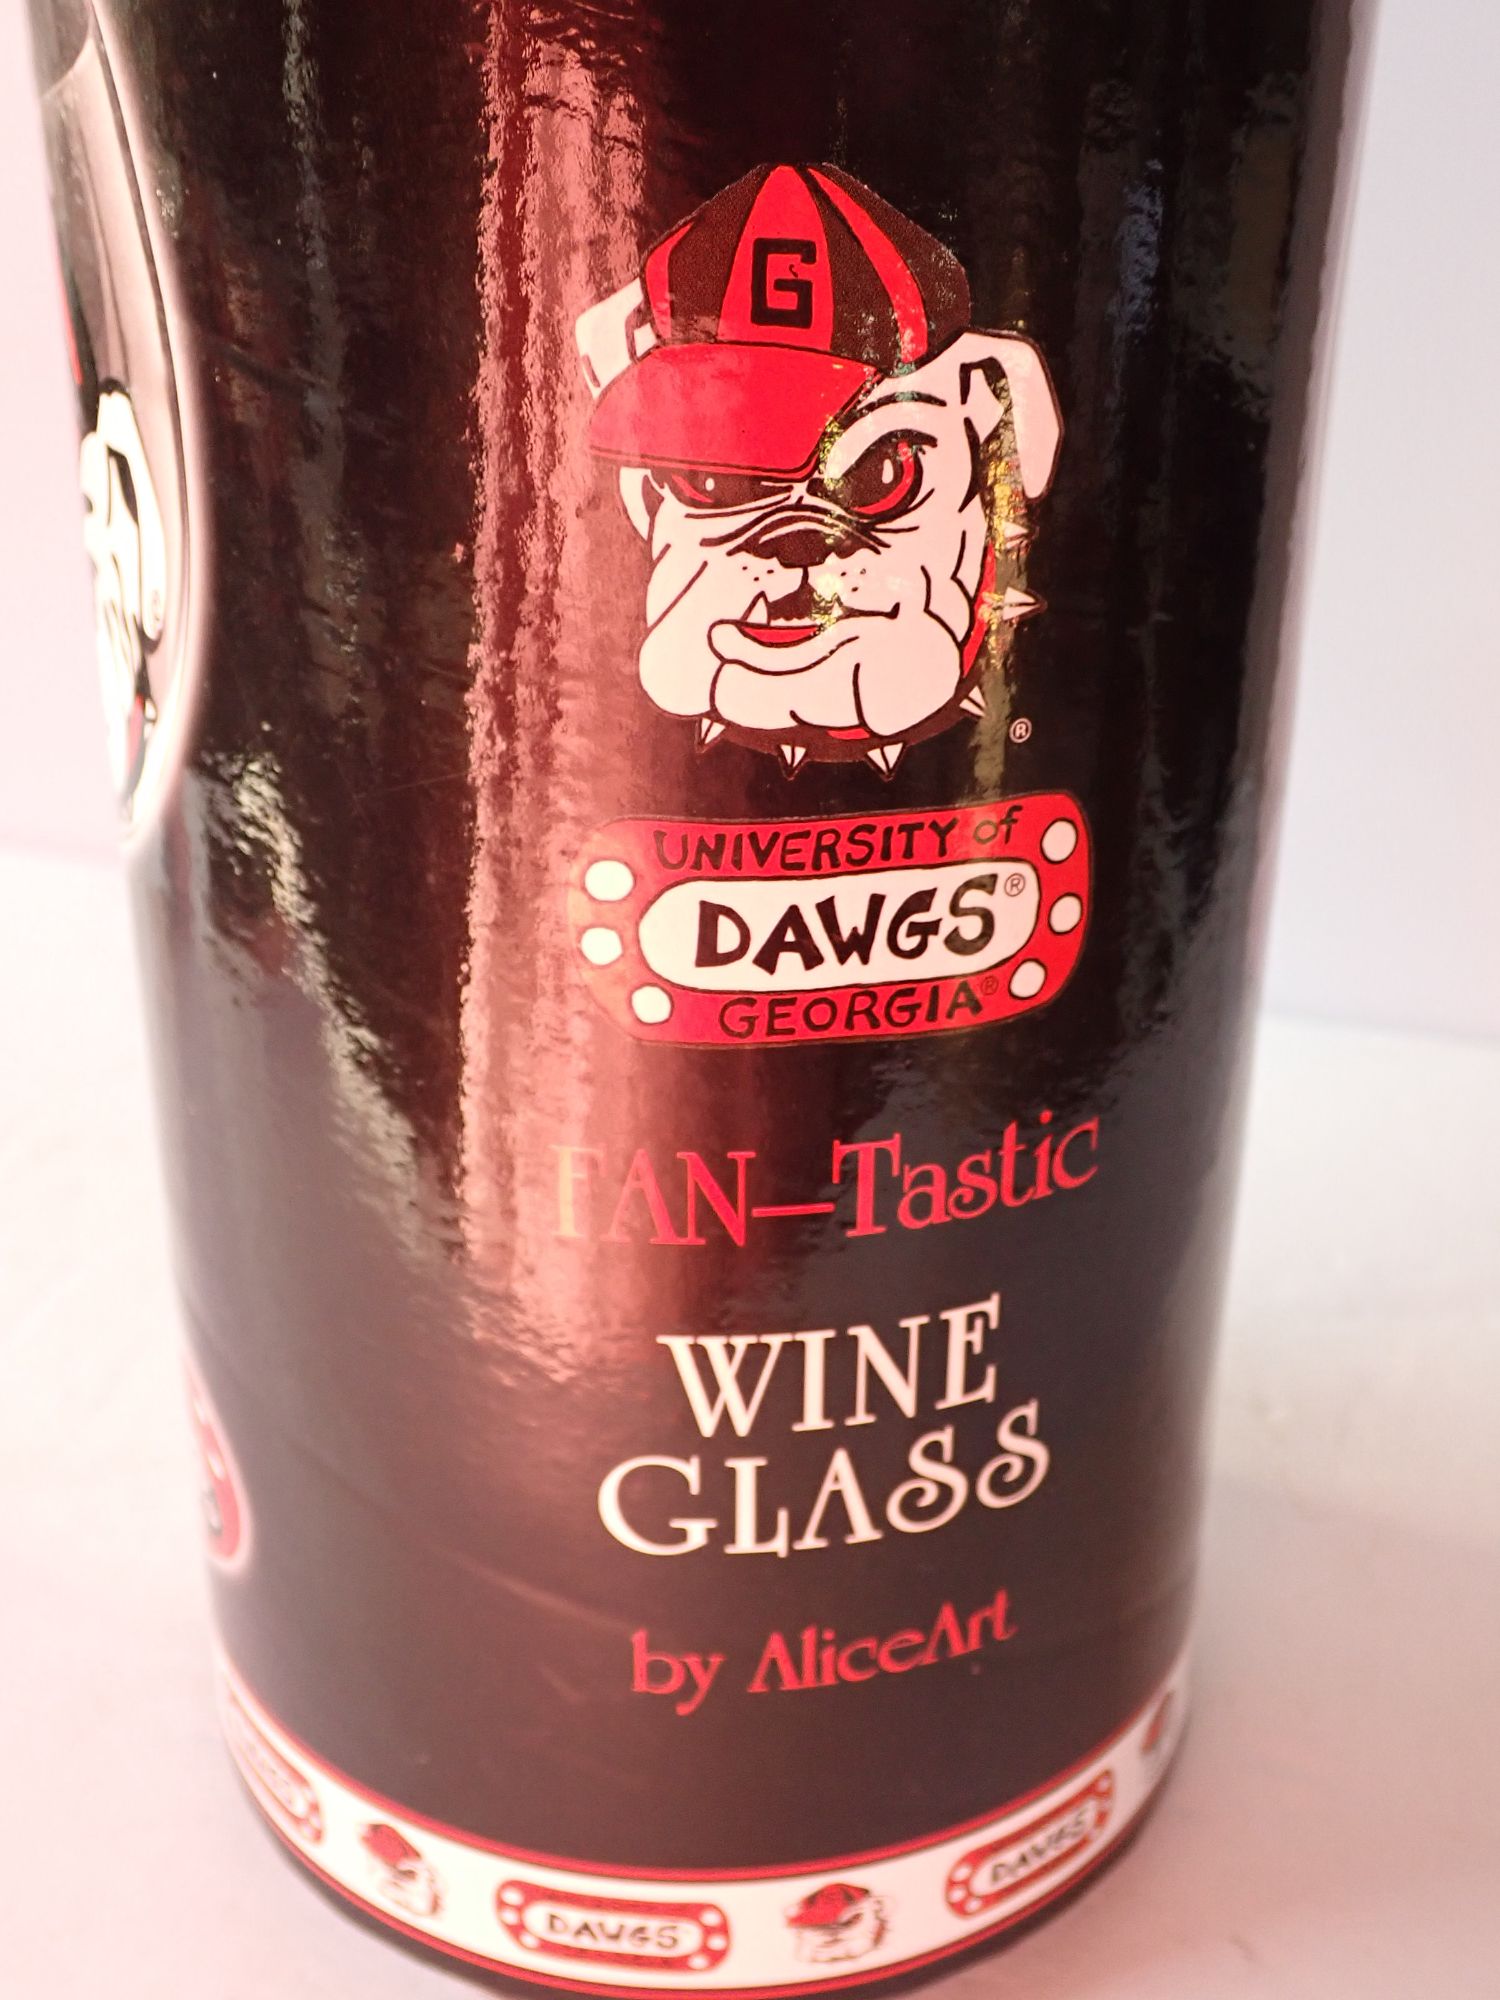 G
®
UNIVERSITY of
DAWGS®
GEORGIA®
FAN—Tastic
WINE
GLASS
by AliceArt
DAWGS
DAWGS